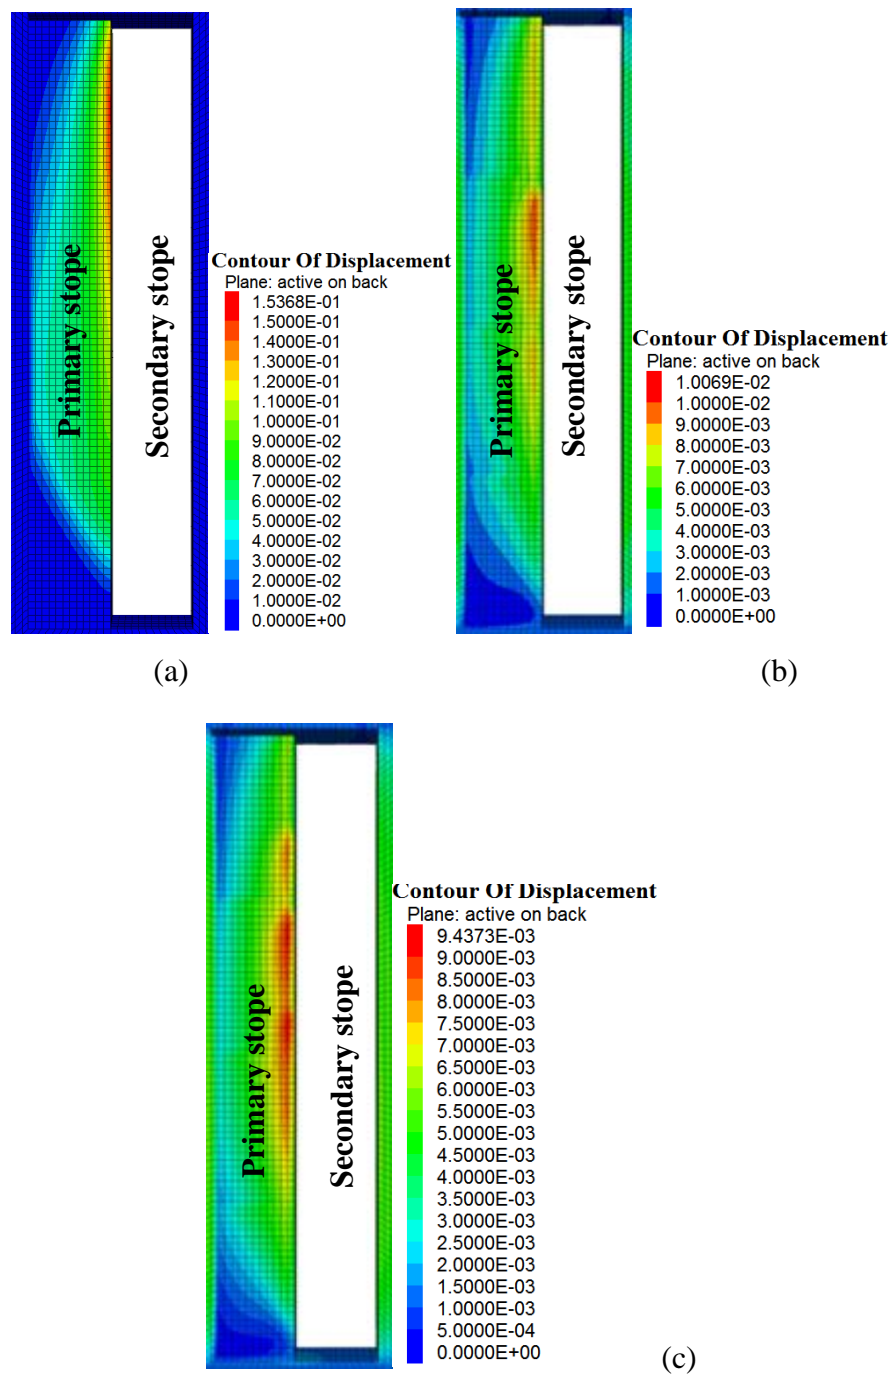 Primary stope
Secondary stope
Contour Of Displacement
Plane: active on back
1.5368E-01
1.5000E-01
1.4000E-01
1.3000E-01
1.2000E-01
1.1000E-01
1.0000E-01
9.0000E-02
8.0000E-02
7.0000E-02
6.0000E-02
5.0000E-02
4.0000E-02
3.0000E-02
2.0000E-02
1.0000E-02
0.0000E+00
(a)
Primary stope
Secondary stope
Contour Of Displacement
Plane: active on back
1.0069E-02
1.0000E-02
9.0000E-03
8.0000E-03
7.0000E-03
6.0000E-03
5.0000E-03
4.0000E-03
3.0000E-03
2.0000E-03
1.0000E-03
0.0000E+00
(b)
Primary stope
Secondary stope
Contour Of Displacement
Plane: active on back
9.4373E-03
9.0000E-03
8.5000E-03
8.0000E-03
7.5000E-03
7.0000E-03
6.5000E-03
6.0000E-03
5.5000E-03
5.0000E-03
4.5000E-03
4.0000E-03
3.5000E-03
3.0000E-03
2.5000E-03
2.0000E-03
1.5000E-03
1.0000E-03
5.0000E-04
0.0000E+00
(c)